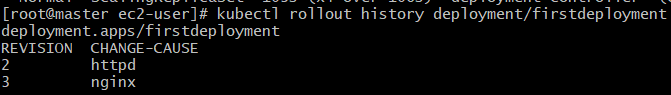 [root@master ec2-user]# kubectl rollout history deployment/firstdeployment
deployment.apps/firstdeployment
REVISION  CHANGE-CAUSE
2         httpd
3         nginx